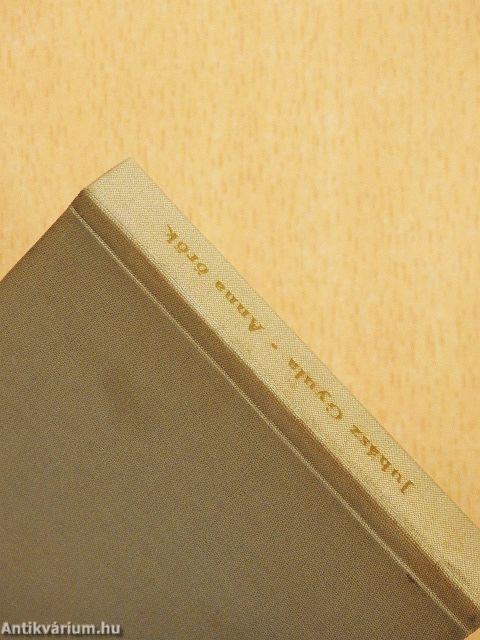 Juhász Gyula - Anna örök
Antikvárium.hu